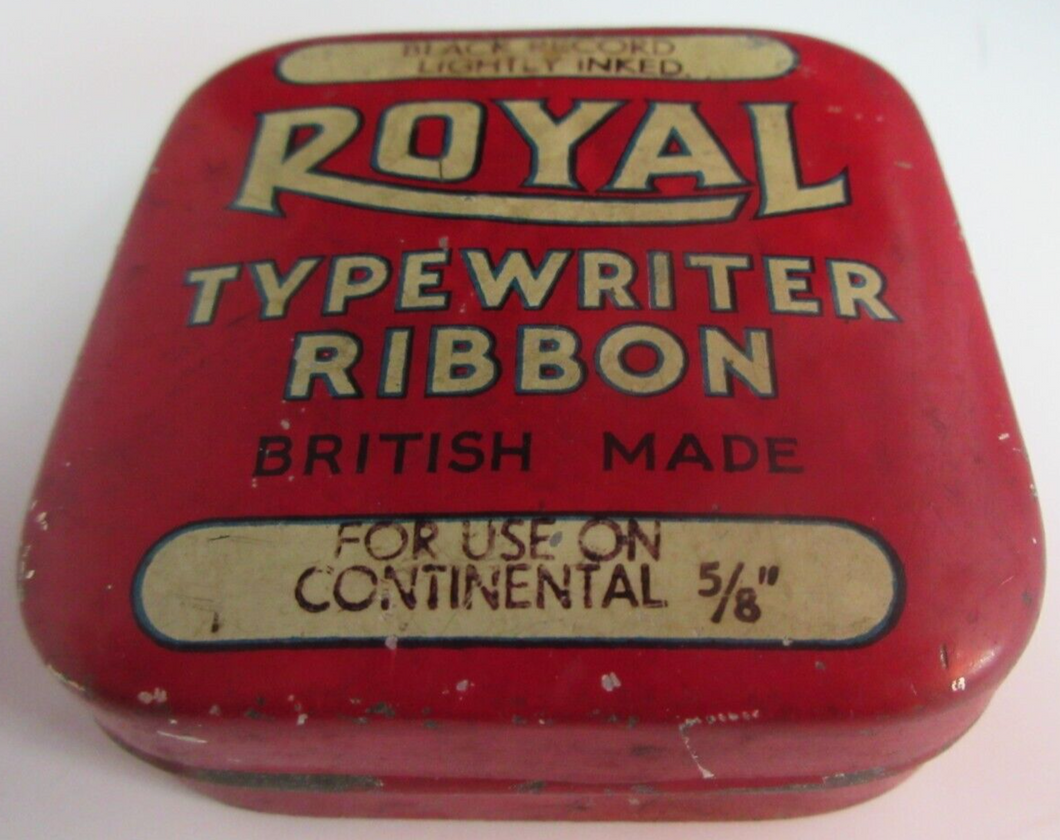 BLACK RECORD
LIGHTLY INKED.
ROYAL
TYPEWRITER
RIBBON
BRITISH MADE
FOR USE ON
CONTINENTAL 5/8"